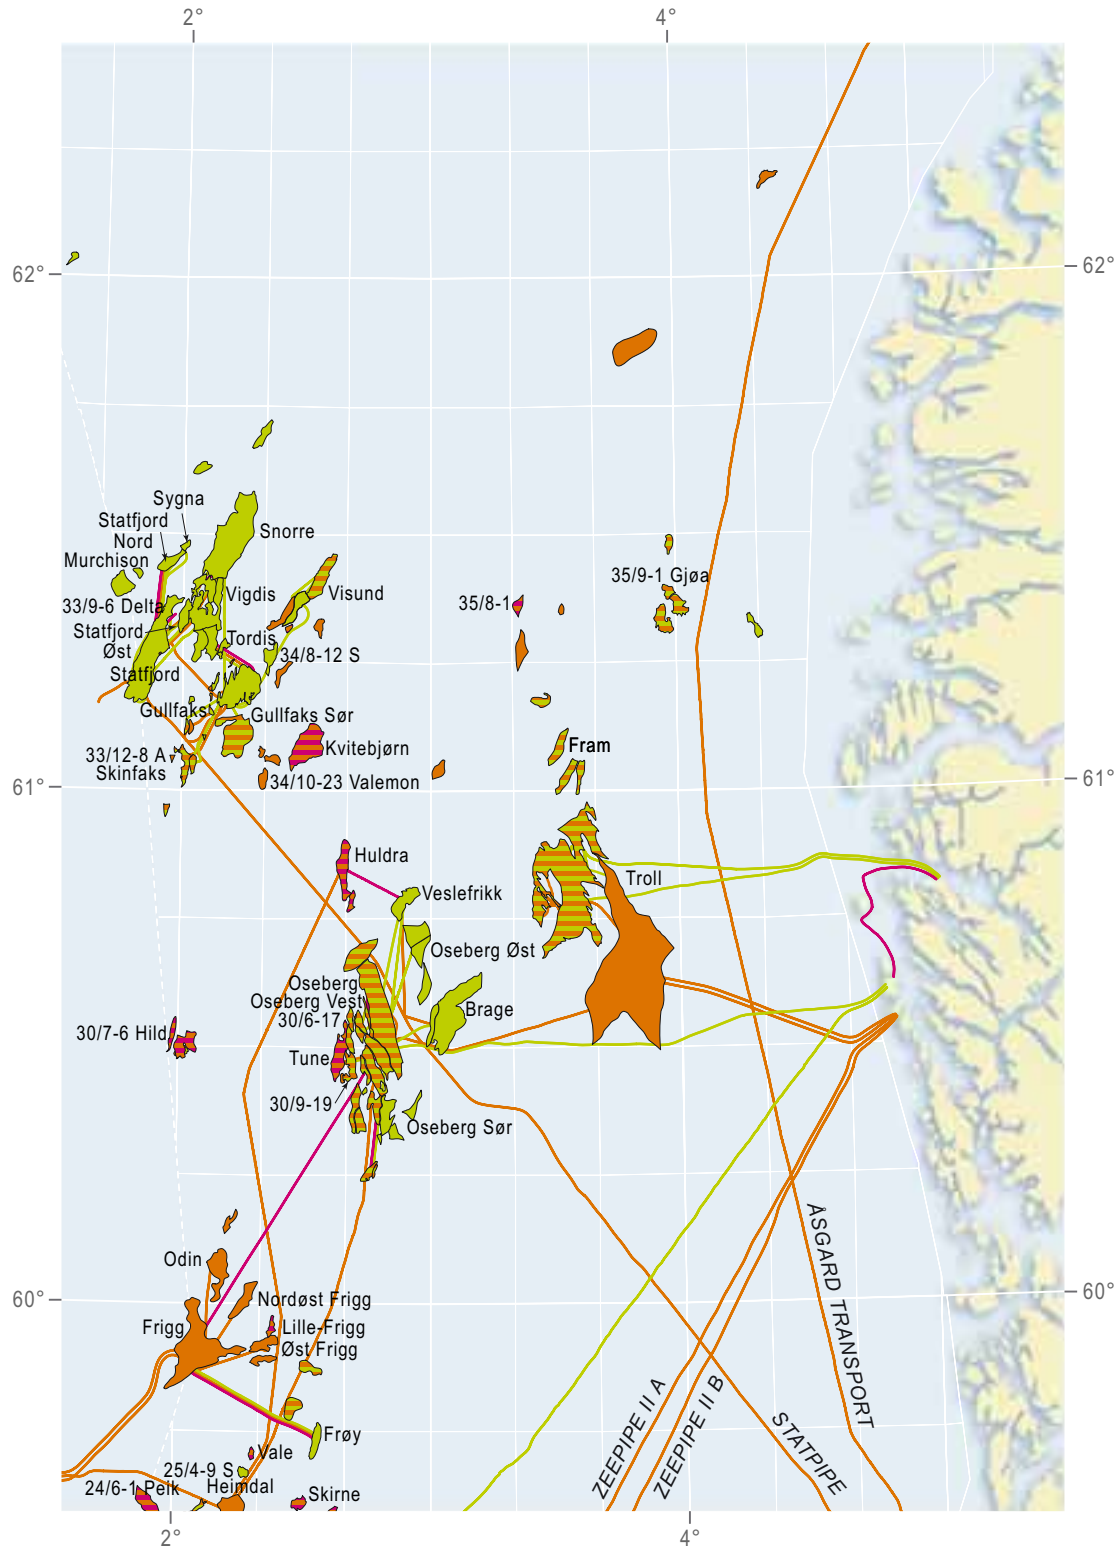 2°
4°
62°
62°
Sygna
Statfjord
Nord
Snorre
Murchison
35/9-1 Gjøa
Vigdis
Visund
33/9-6 Delta
35/8-1
Statfjord
Øst
Tordis
34/8-12 S
Statfjord
Gullfaks
Gullfaks Sør
Kvitebjørn
Fram
33/12-8 A
Skinfaks
34/10-23 Valemon
61°
61°
Huldra
Veslefrikk
Troll
Oseberg Øst
Oseberg
Oseberg Vest
Brage
30/6-17
30/7-6 Hild
Tune
30/9-19
Oseberg Sør
ÅSGARD TRANSPORT
Odin
60°
60°
Nordøst Frigg
Frigg
Lille-Frigg
Øst Frigg
ZEEPIPE II A
ZEEPIPE II B
STATPIPE
Frøy
Vale
25/4-9 S
24/6-1 Peik
Heimdal
Skirne
2°
4°